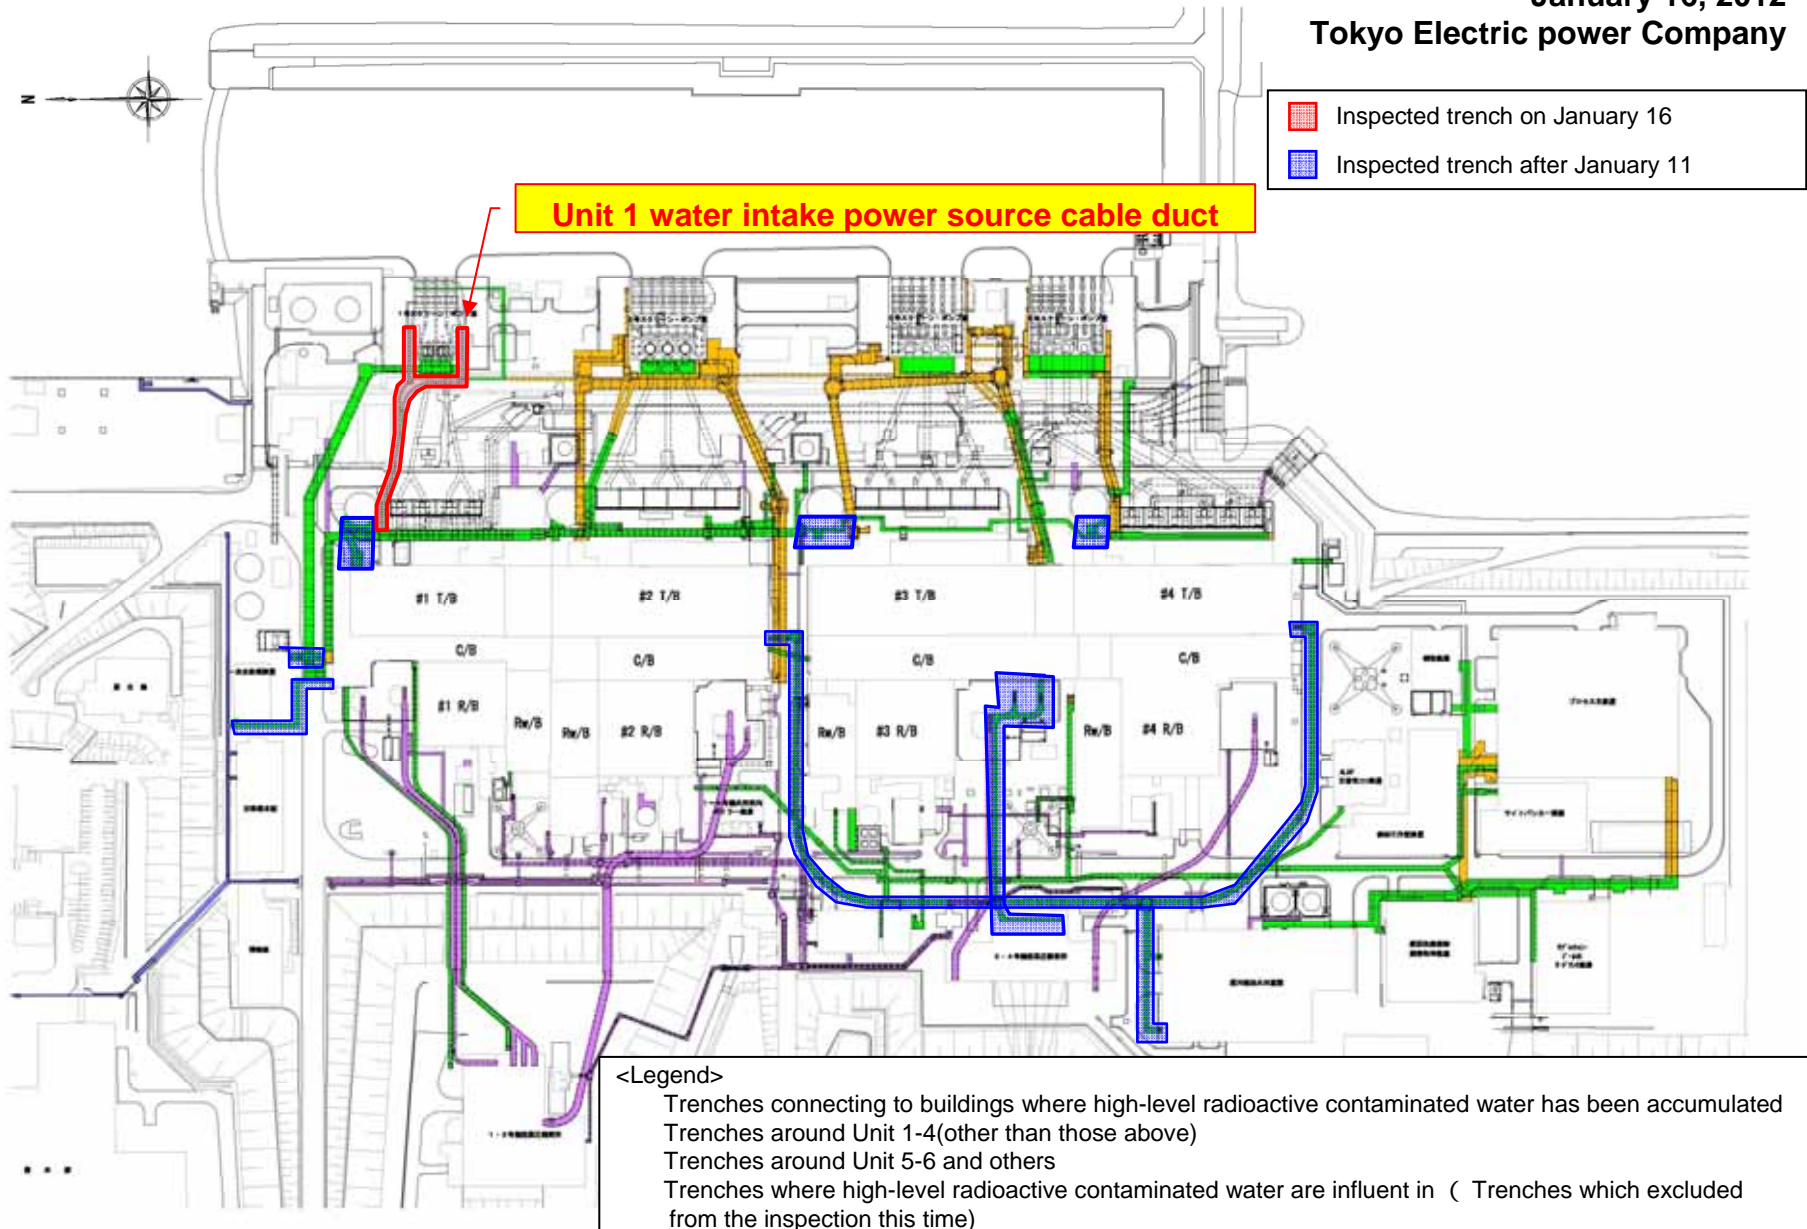 January 16, 2012
Tokyo Electric power Company
N
Inspected trench on January 16
Inspected trench after January 11
Unit 1 water intake power source cable duct
#1 T/B
#2 T/B
#3 T/B
#4 T/B
C/B
C/B
C/B
C/B
#1 R/B
Rw/B
Rw/B
#2 R/B
Rw/B
#3 R/B
Rw/B
#4 R/B
<Legend>
Trenches connecting to buildings where high-level radioactive contaminated water has been accumulated
Trenches around Unit 1-4(other than those above)
Trenches around Unit 5-6 and others
Trenches where high-level radioactive contaminated water are influent in ( Trenches which excluded
from the inspection this time)